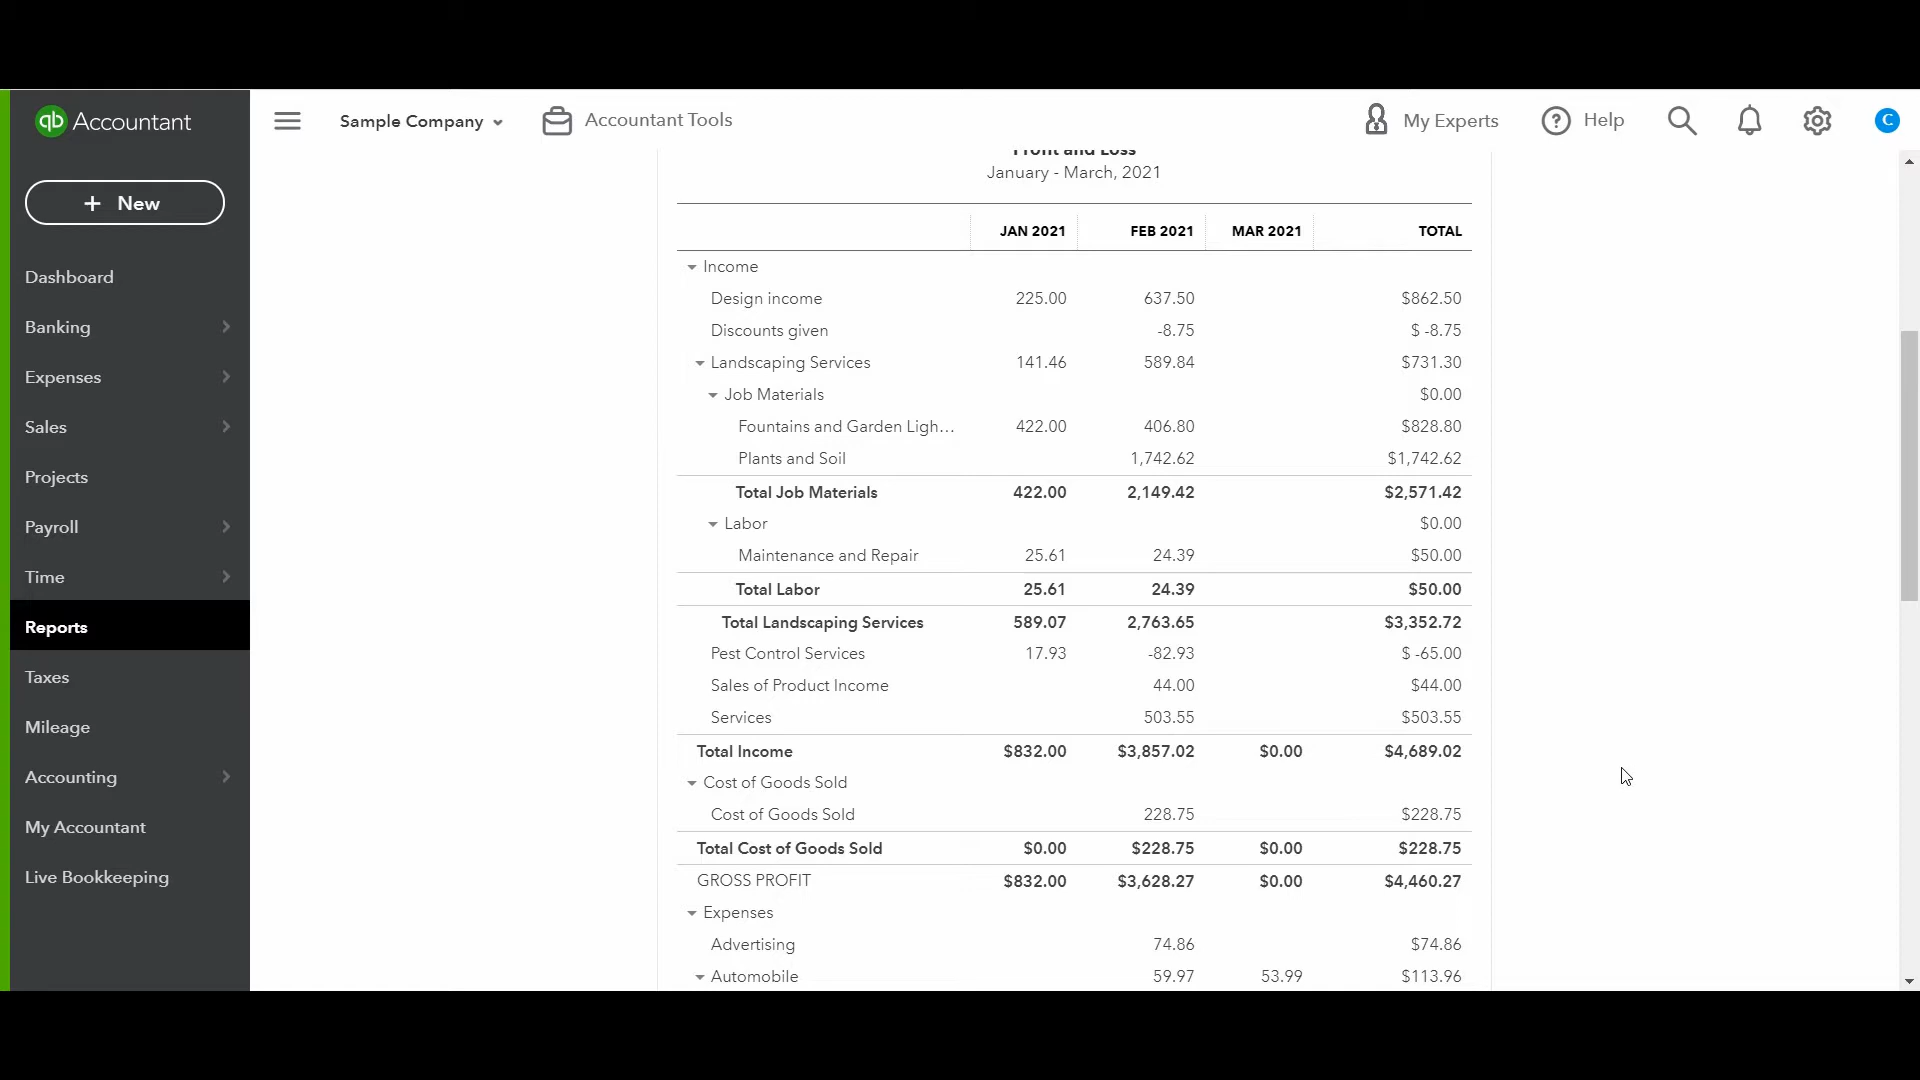 qb Accountant
Sample Company
Accountant Tools
My Experts
? Help
C
+ New
Dashboard
Banking
Expenses
Sales
Projects
Payroll
Time
Reports
Taxes
Mileage
Accounting
My Accountant
Live Bookkeeping
Profit and Loss
January - March, 2021
JAN 2021 FEB 2021 MAR 2021 TOTAL
Income
Design income 225.00 637.50 $862.50
Discounts given -8.75 $ -8.75
Landscaping Services 141.46 589.84 $731.30
Job Materials $0.00
Fountains and Garden Ligh... 422.00 406.80 $828.80
Plants and Soil 1,742.62 $1,742.62
Total Job Materials 422.00 2,149.42 $2,571.42
Labor $0.00
Maintenance and Repair 25.61 24.39 $50.00
Total Labor 25.61 24.39 $50.00
Total Landscaping Services 589.07 2,763.65 $3,352.72
Pest Control Services 17.93 -82.93 $ -65.00
Sales of Product Income 44.00 $44.00
Services 503.55 $503.55
Total Income $832.00 $3,857.02 $0.00 $4,689.02
Cost of Goods Sold
Cost of Goods Sold 228.75 $228.75
Total Cost of Goods Sold $0.00 $228.75 $0.00 $228.75
GROSS PROFIT $832.00 $3,628.27 $0.00 $4,460.27
Expenses
Advertising 74.86 $74.86
Automobile 59.97 53.99 $113.96